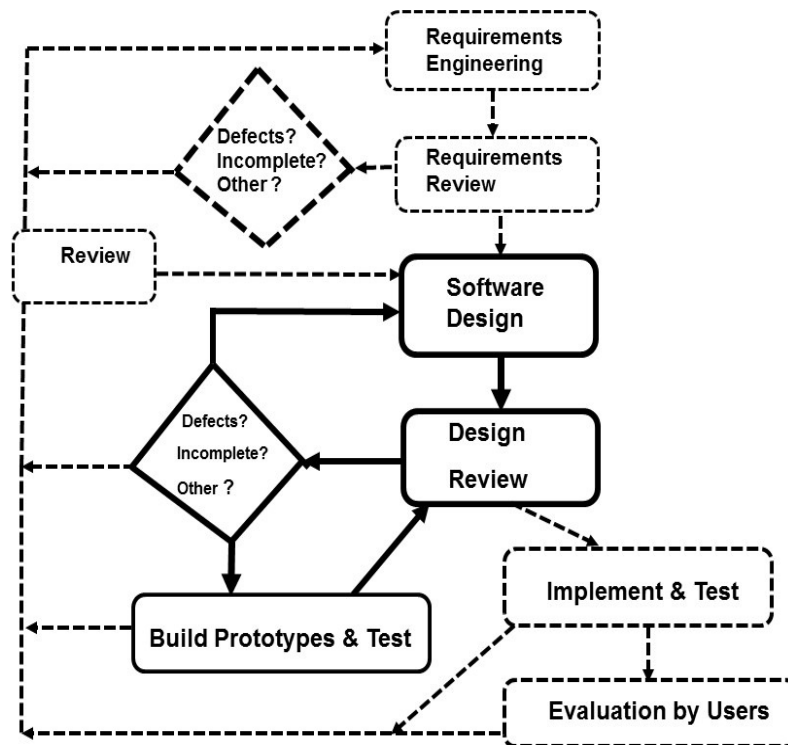 Requirements
Engineering
Defects?
Incomplete?
Other ?
Requirements
Review
Review
Software
Design
Defects?
Incomplete?
Other ?
Design
Review
Implement & Test
Build Prototypes & Test
Evaluation by Users